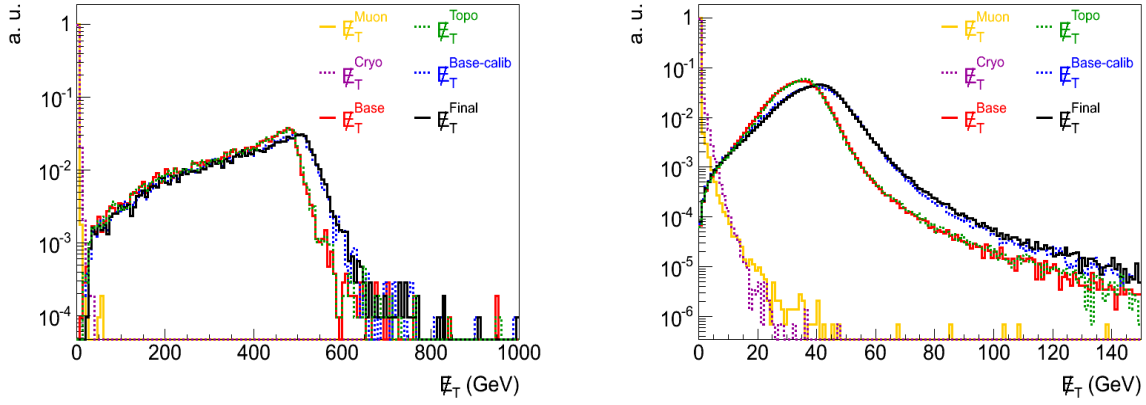 a. u.
1
10⁻¹
10⁻²
10⁻³
10⁻⁴
0 200 400 600 800 1000
E̸_T (GeV)
E̸_T^Muon E̸_T^Topo
E̸_T^Cryo E̸_T^Base-calib
E̸_T^Base E̸_T^Final
a. u.
1
10⁻¹
10⁻²
10⁻³
10⁻⁴
10⁻⁵
10⁻⁶
0 20 40 60 80 100 120 140
E̸_T (GeV)
E̸_T^Muon E̸_T^Topo
E̸_T^Cryo E̸_T^Base-calib
E̸_T^Base E̸_T^Final